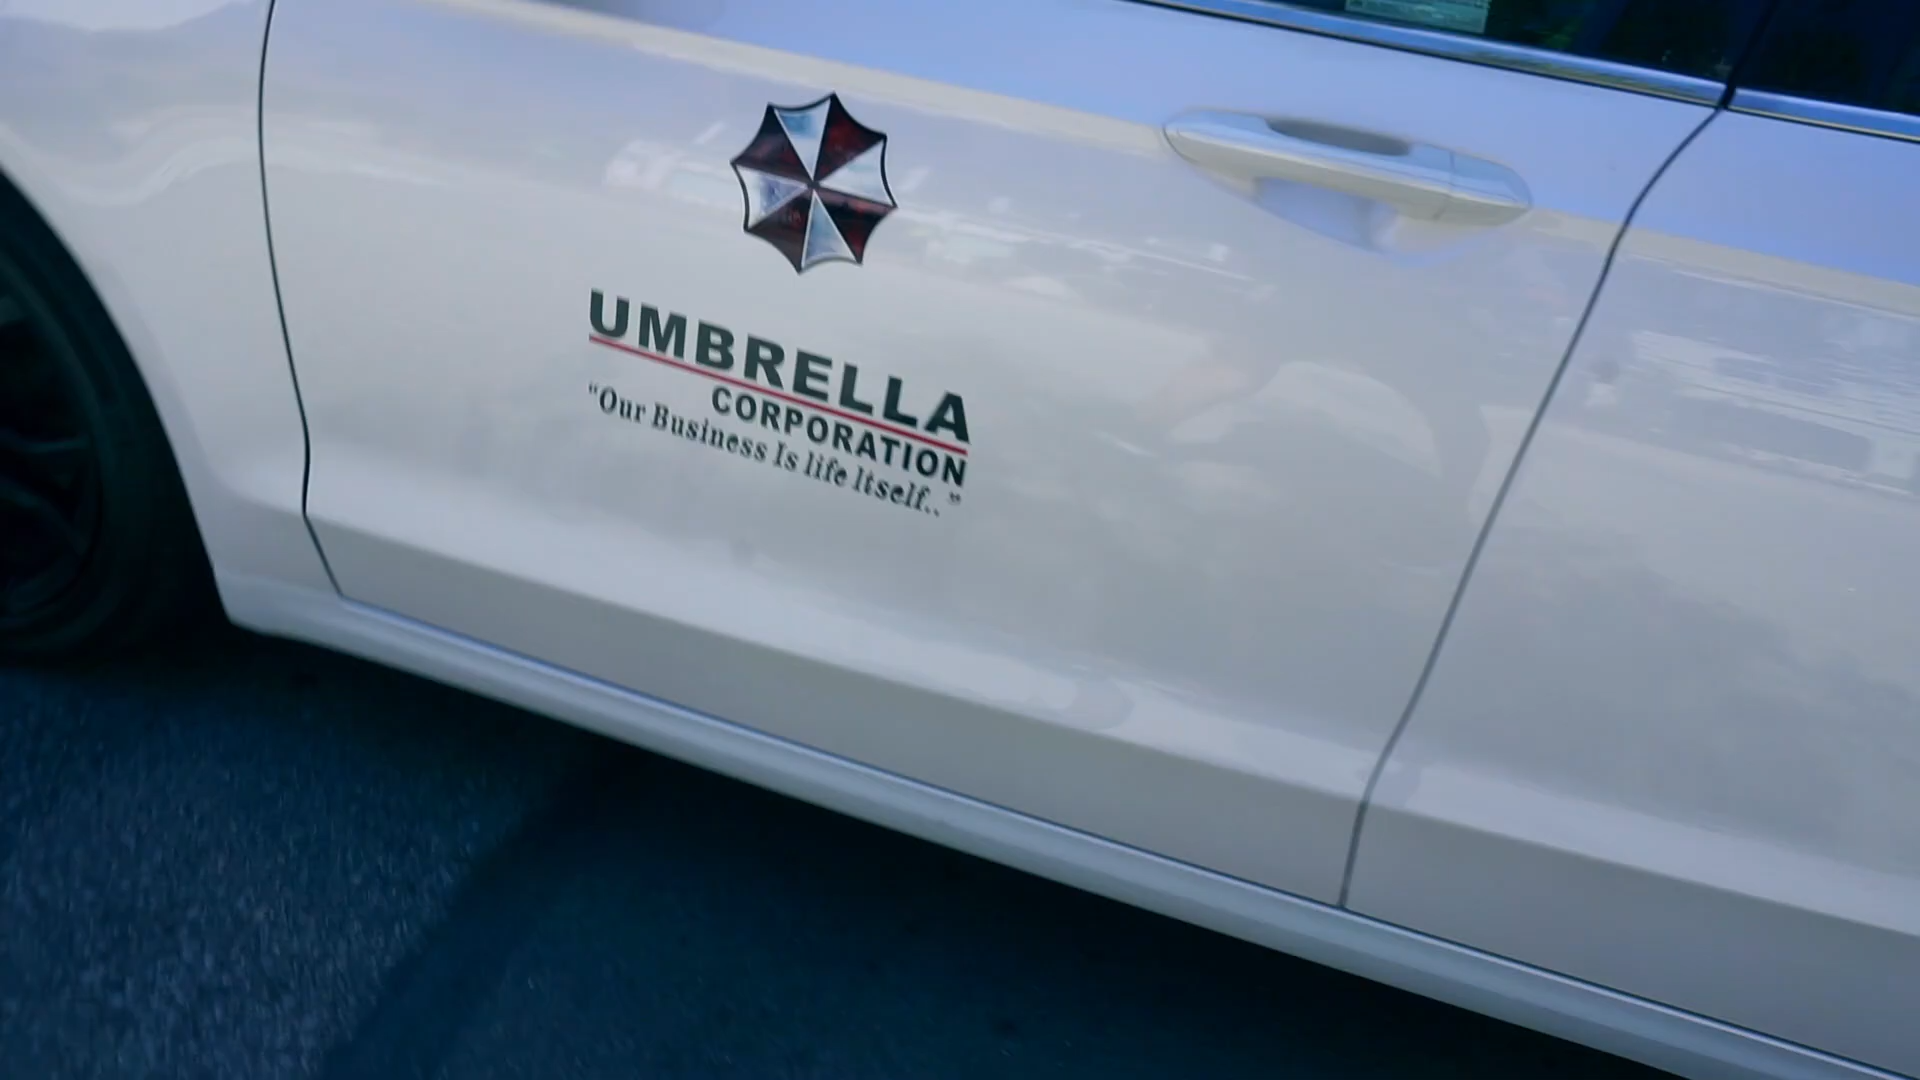 UMBRELLA
CORPORATION
“Our Business Is life Itself..”